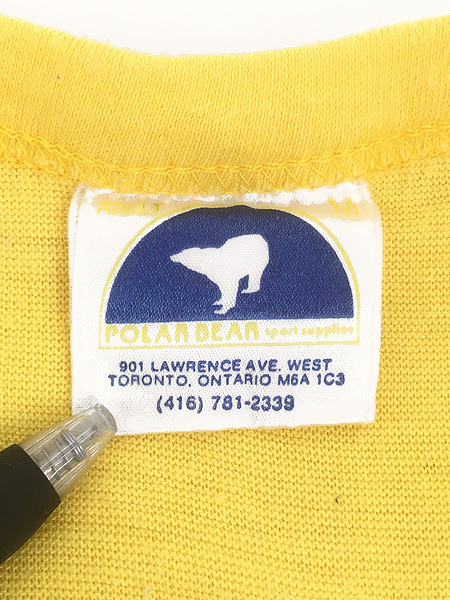 POLAR BEAR sport supplies
901 LAWRENCE AVE. WEST
TORONTO, ONTARIO M6A 1C3
(416) 781-2339